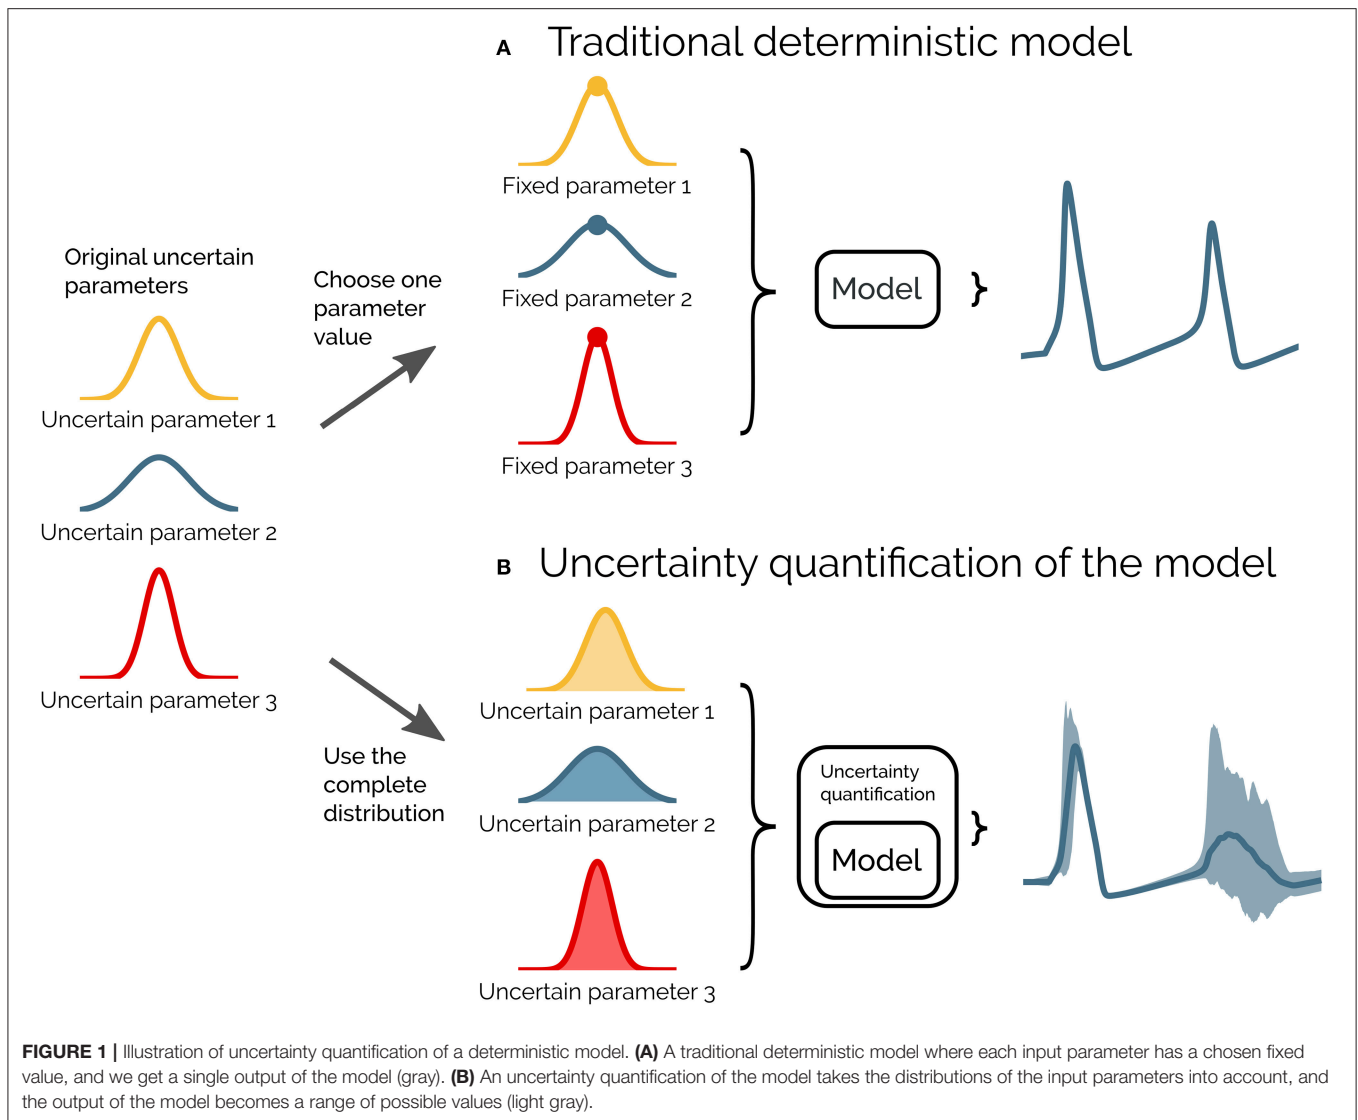 A Traditional deterministic model
Fixed parameter 1
Fixed parameter 2
Fixed parameter 3
Model
Original uncertain
parameters
Uncertain parameter 1
Uncertain parameter 2
Uncertain parameter 3
Choose one
parameter
value
Use the
complete
distribution
B Uncertainty quantification of the model
Uncertain parameter 1
Uncertain parameter 2
Uncertain parameter 3
Uncertainty
quantification
Model
FIGURE 1 | Illustration of uncertainty quantification of a deterministic model. (A) A traditional deterministic model where each input parameter has a chosen fixed
value, and we get a single output of the model (gray). (B) An uncertainty quantification of the model takes the distributions of the input parameters into account, and
the output of the model becomes a range of possible values (light gray).